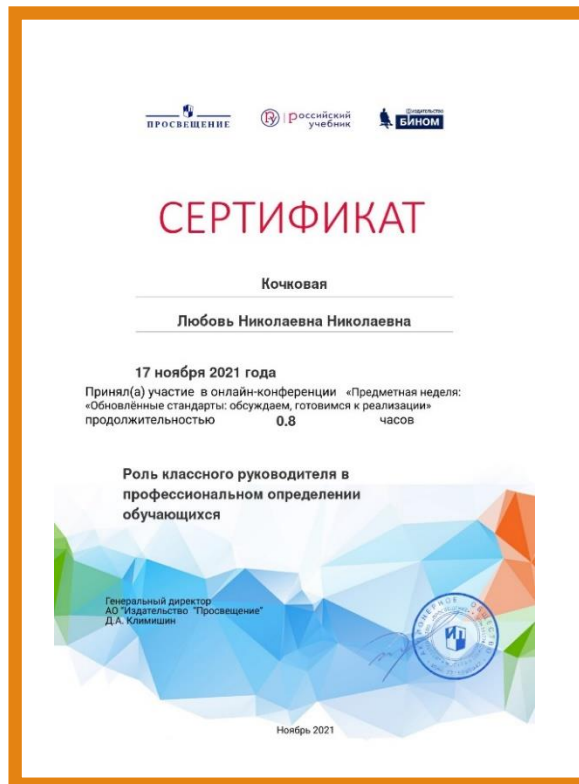 ПРОСВЕЩЕНИЕ
российский
учебник
Издательство
БИНОМ
СЕРТИФИКАТ
Кочковая
Любовь Николаевна Николаевна
17 ноября 2021 года
Принял(а) участие в онлайн-конференции «Предметная неделя:
«Обновлённые стандарты: обсуждаем, готовимся к реализации»
продолжительностью 0.8 часов
Роль классного руководителя в
профессиональном определении
обучающихся
Генеральный директор
АО "Издательство "Просвещение"
Д.А. Климишин
АКЦИОНЕРНОЕ ОБЩЕСТВО
Ноябрь 2021